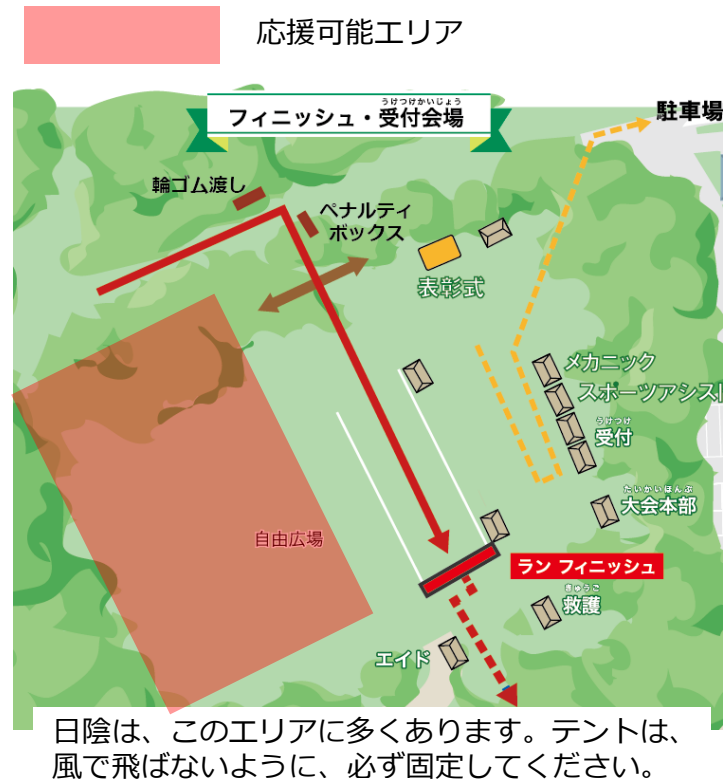 応援可能エリア
うけつけかいじょう
フィニッシュ・受付会場
駐車場
輪ゴム渡し
ペナルティ
ボックス
表彰式
メカニック
スポーツアシスト
うけつけ
受付
たいかいほんぶ
大会本部
自由広場
ラン フィニッシュ
きゅうご
救護
エイド
日陰は、このエリアに多くあります。テントは、
風で飛ばないように、必ず固定してください。